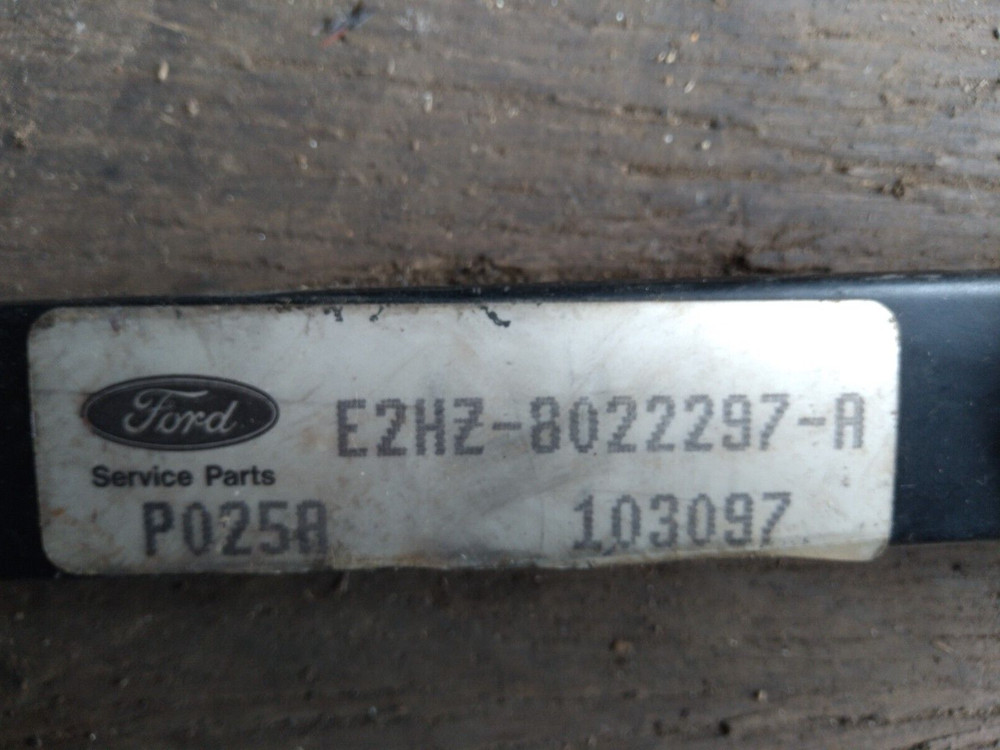 Ford
E2HZ-8022297-A
Service Parts
P025A
103097